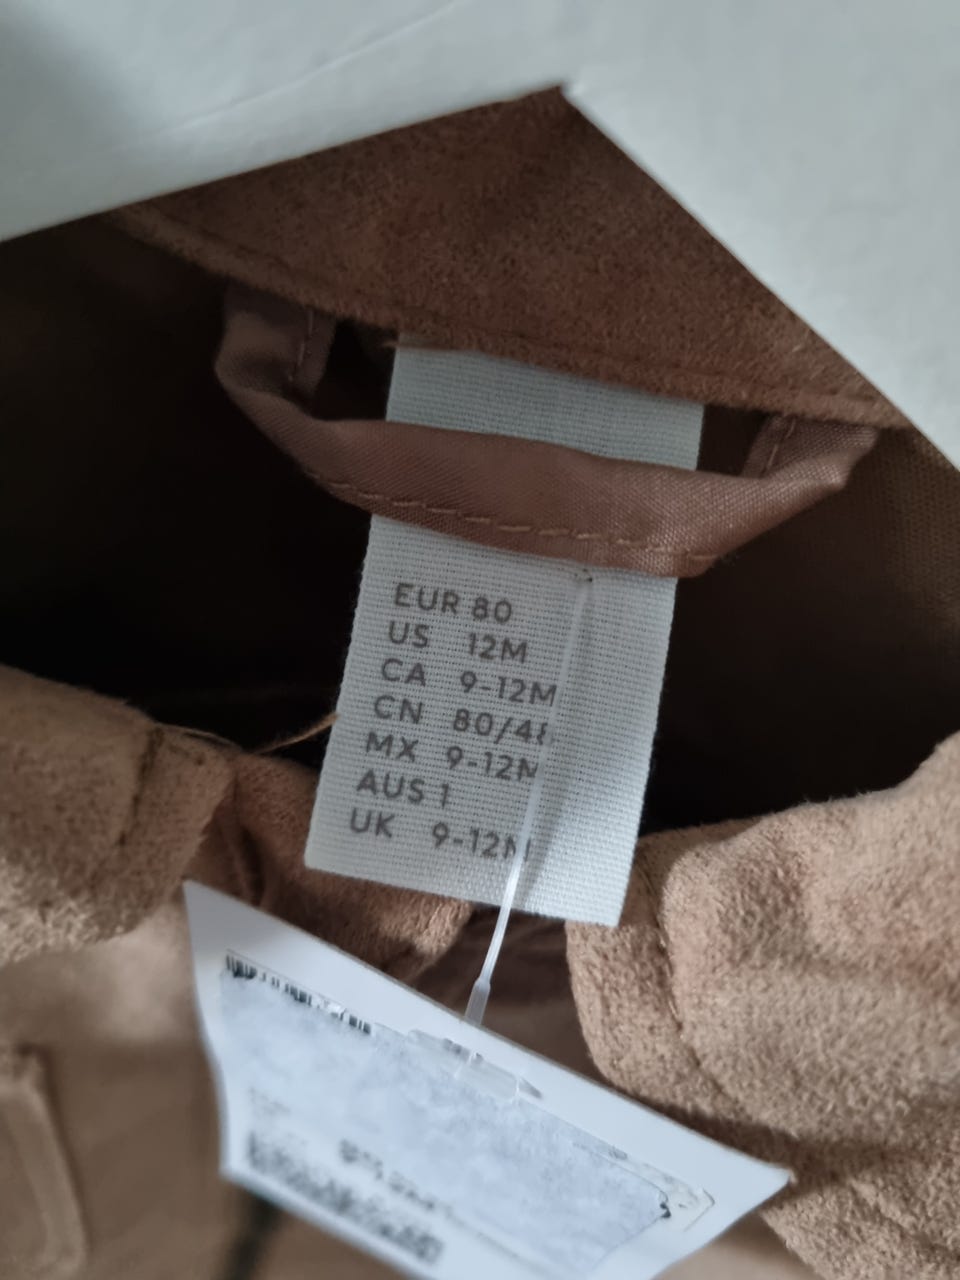 EUR 80
US 12M
CA 9-12M
CN 80/48
MX 9-12M
AUS 1
UK 9-12M